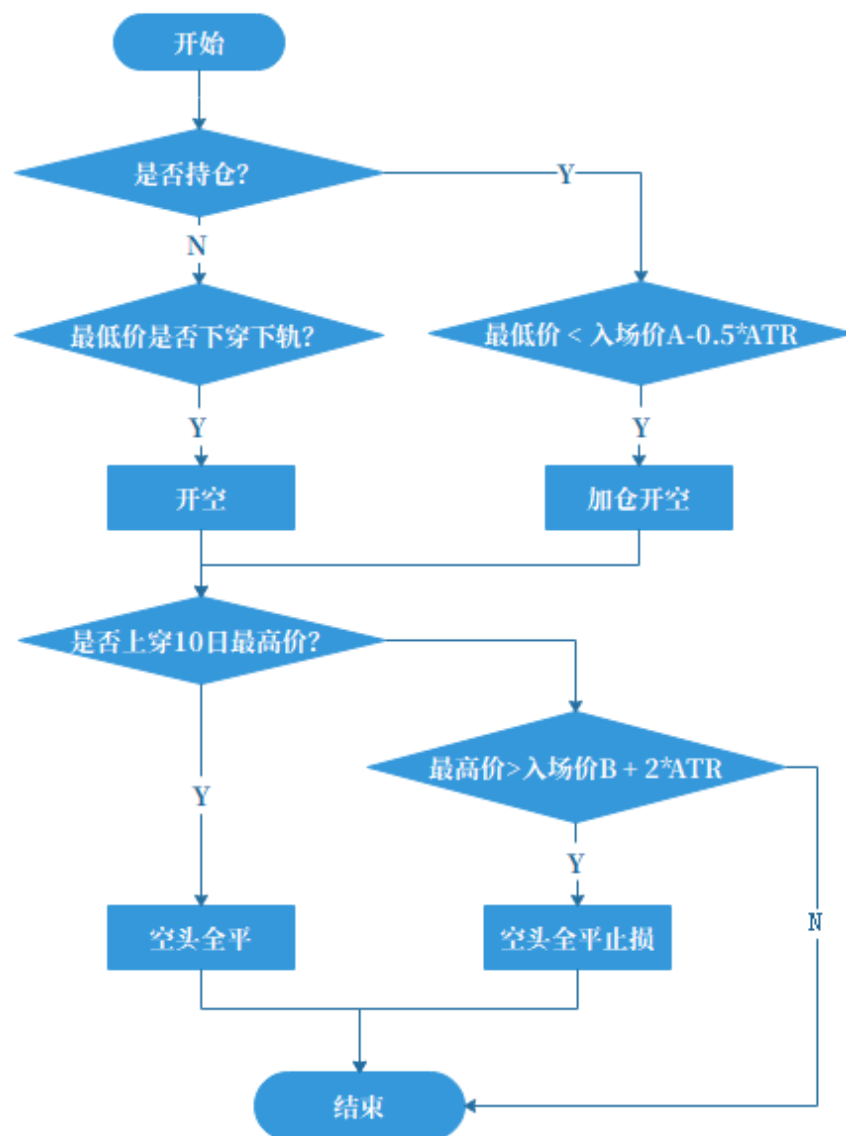 开始
是否持仓?
Y
N
最低价是否下穿下轨?
最低价 < 入场价A-0.5*ATR
Y
Y
开空
加仓开空
是否上穿10日最高价?
最高价>入场价B + 2*ATR
Y
Y
空头全平
空头全平止损
N
结束